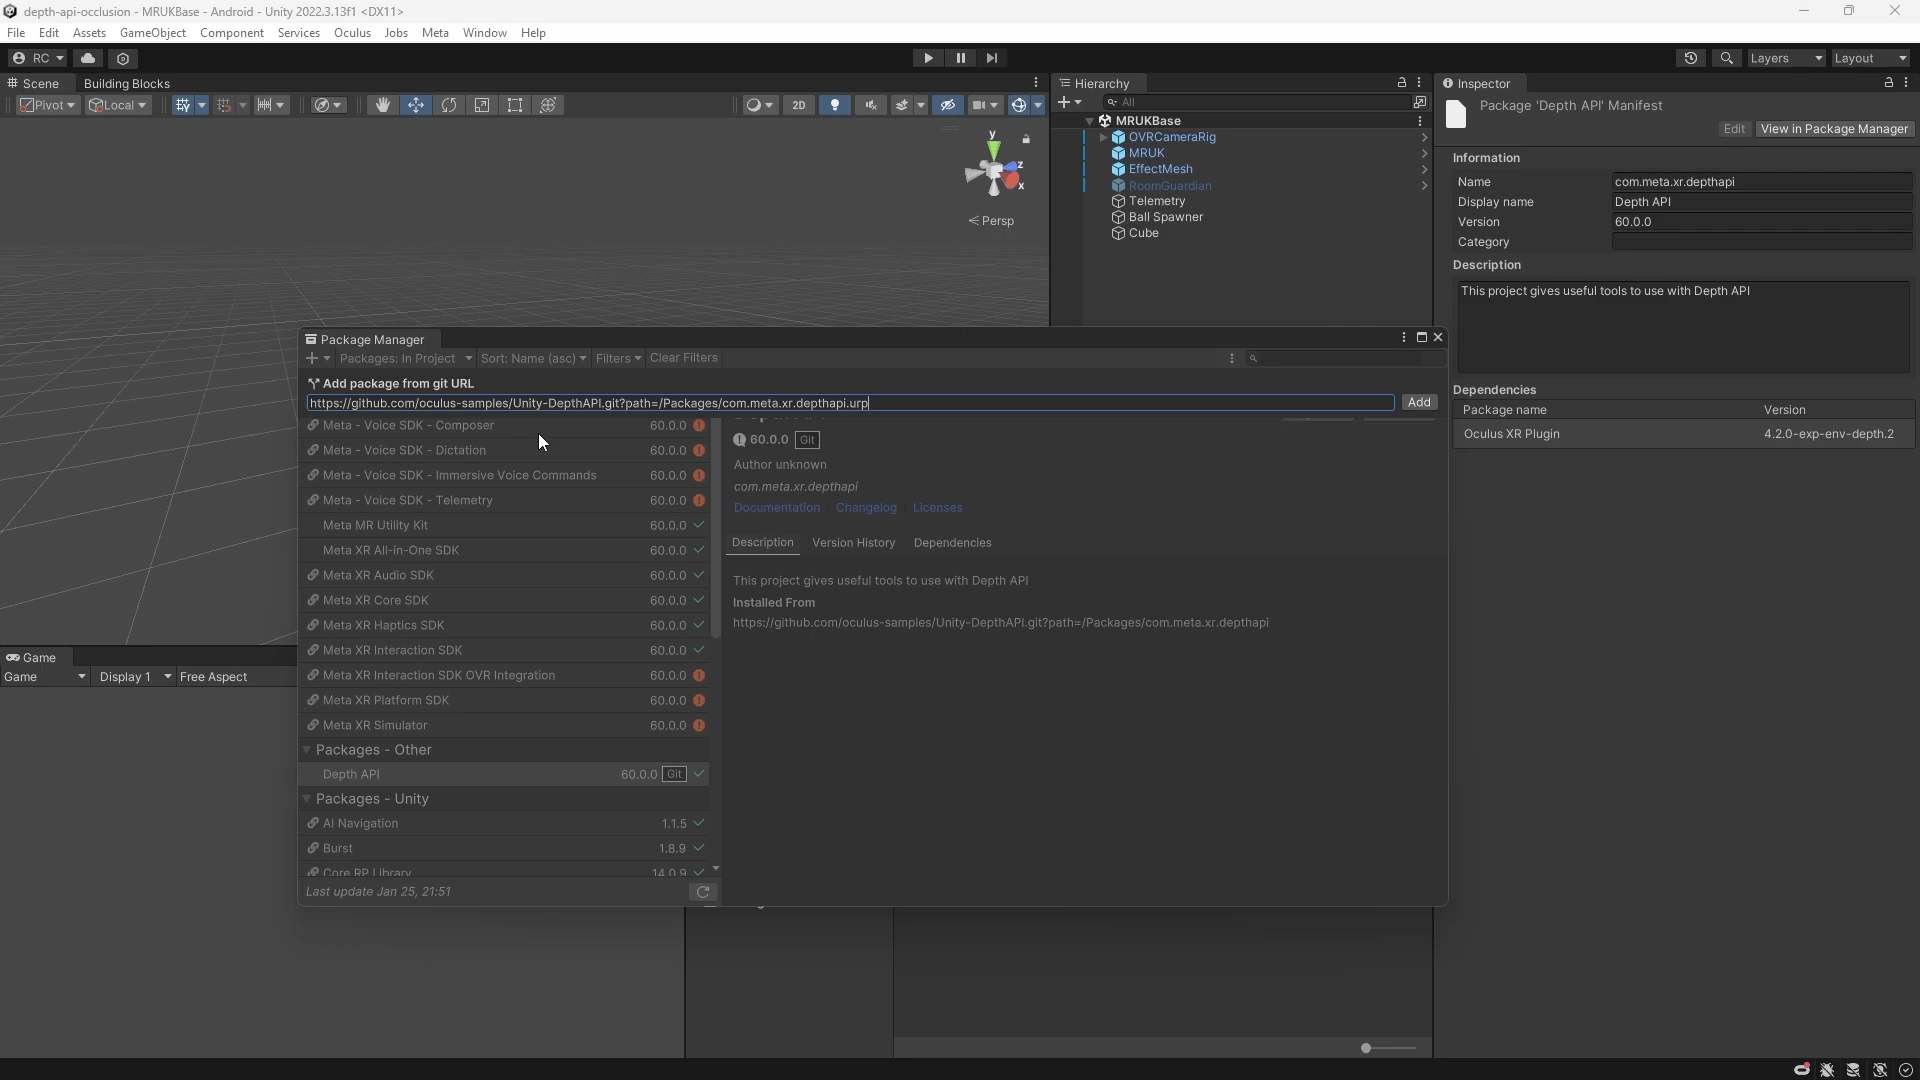 depth-api-occlusion - MRUKBase - Android - Unity 2022.3.13f1 <DX11>
File Edit Assets GameObject Component Services Oculus Jobs Meta Window Help
RC
Layers
Layout
Scene
Building Blocks
Pivot
Local
2D
y
z
x
Persp
Hierarchy
All
MRUKBase
OVRCameraRig
MRUK
EffectMesh
RoomGuardian
Telemetry
Ball Spawner
Cube
Inspector
Package 'Depth API' Manifest
Edit
View in Package Manager
Information
Name com.meta.xr.depthapi
Display name Depth API
Version 60.0.0
Category
Description
This project gives useful tools to use with Depth API
Dependencies
Package name Version
Oculus XR Plugin 4.2.0-exp-env-depth.2
Package Manager
Packages: In Project
Sort: Name (asc)
Filters
Clear Filters
Add package from git URL
https://github.com/oculus-samples/Unity-DepthAPI.git?path=/Packages/com.meta.xr.depthapi.urp
Add
Meta - Voice SDK - Composer 60.0.0
Meta - Voice SDK - Dictation 60.0.0
Meta - Voice SDK - Immersive Voice Commands 60.0.0
Meta - Voice SDK - Telemetry 60.0.0
Meta MR Utility Kit 60.0.0
Meta XR All-in-One SDK 60.0.0
Meta XR Audio SDK 60.0.0
Meta XR Core SDK 60.0.0
Meta XR Haptics SDK 60.0.0
Meta XR Interaction SDK 60.0.0
Meta XR Interaction SDK OVR Integration 60.0.0
Meta XR Platform SDK 60.0.0
Meta XR Simulator 60.0.0
Packages - Other
Depth API 60.0.0 Git
Packages - Unity
AI Navigation 1.1.5
Burst 1.8.9
Core RP Library 14.0.9
Last update Jan 25, 21:51
60.0.0 Git
Author unknown
com.meta.xr.depthapi
Documentation Changelog Licenses
Description Version History Dependencies
This project gives useful tools to use with Depth API
Installed From
https://github.com/oculus-samples/Unity-DepthAPI.git?path=/Packages/com.meta.xr.depthapi
Game
Game
Display 1
Free Aspect